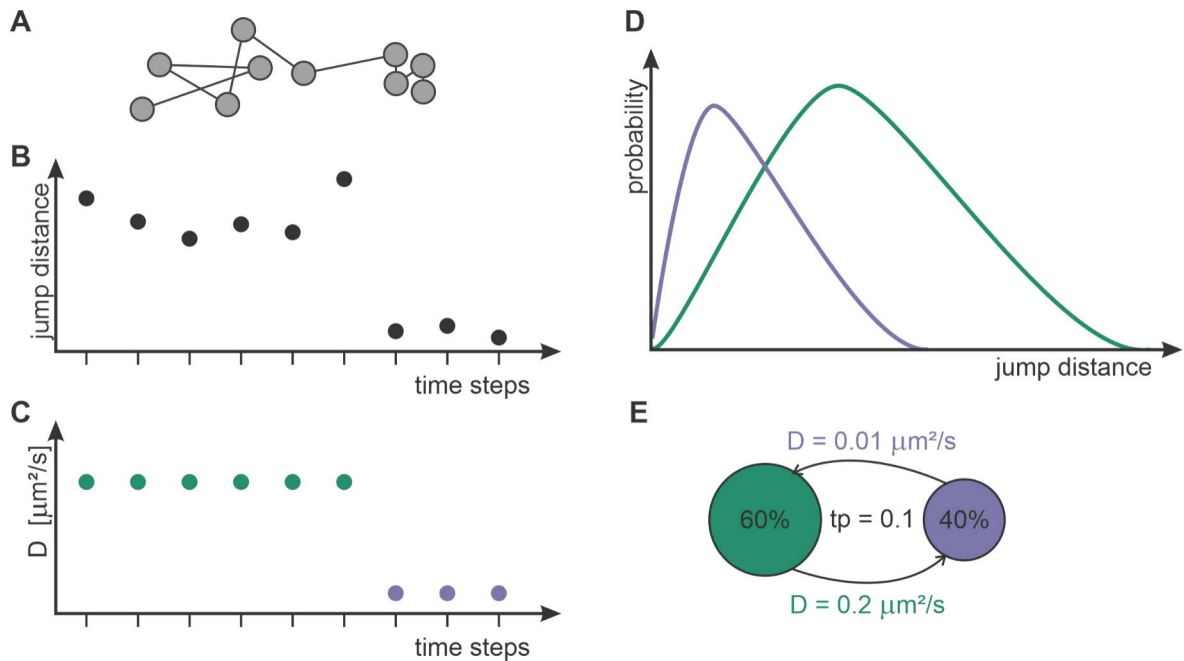 A
B
jump distance
time steps
C
D [µm²/s]
time steps
D
probability
jump distance
E
D = 0.01 µm²/s
60%
tp = 0.1
40%
D = 0.2 µm²/s